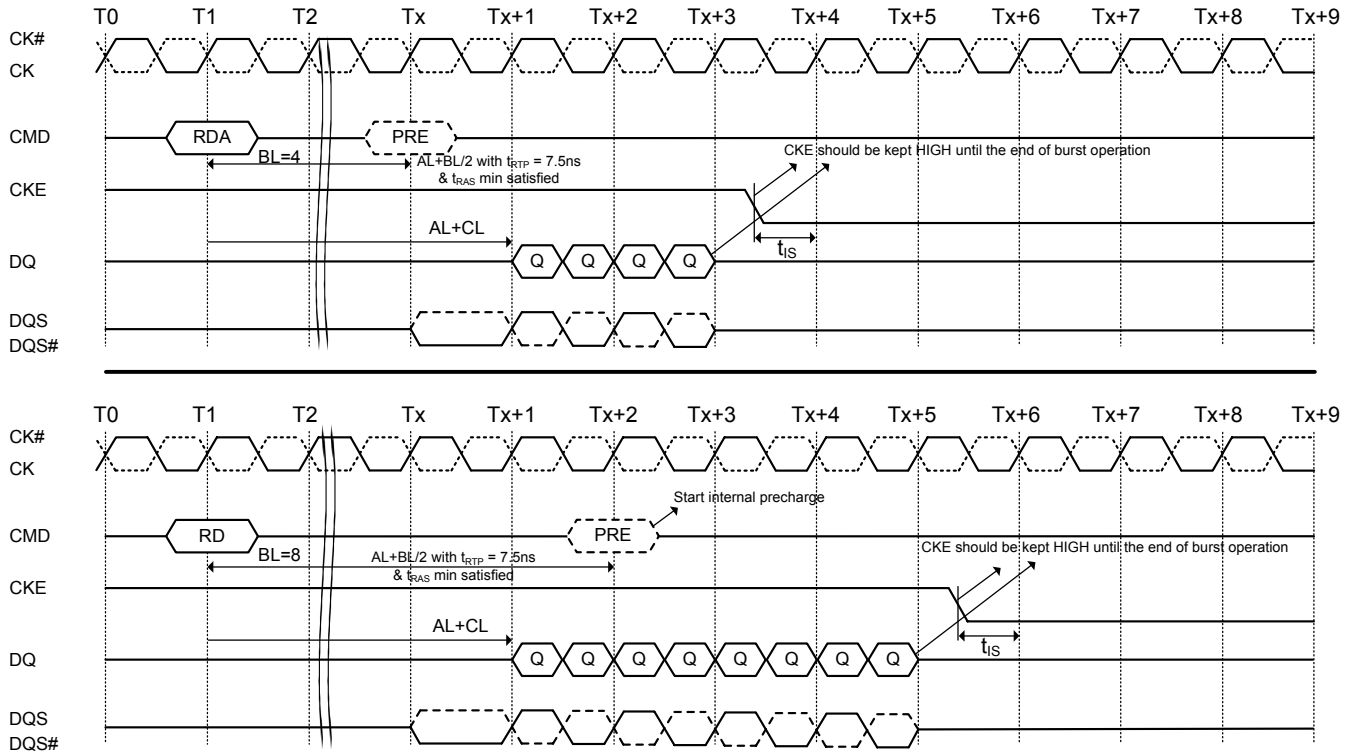 T0 T1 T2 Tx Tx+1 Tx+2 Tx+3 Tx+4 Tx+5 Tx+6 Tx+7 Tx+8 Tx+9
CK#
CK
CMD RDA PRE
BL=4 AL+BL/2 with tRTP = 7.5ns
& tRAS min satisfied
CKE should be kept HIGH until the end of burst operation
CKE
AL+CL
tIS
DQ Q Q Q Q
DQS
DQS#
T0 T1 T2 Tx Tx+1 Tx+2 Tx+3 Tx+4 Tx+5 Tx+6 Tx+7 Tx+8 Tx+9
CK#
CK
Start internal precharge
CMD RD PRE
BL=8 AL+BL/2 with tRTP = 7.5ns
& tRAS min satisfied
CKE should be kept HIGH until the end of burst operation
CKE
AL+CL
tIS
DQ Q Q Q Q Q Q Q Q
DQS
DQS#